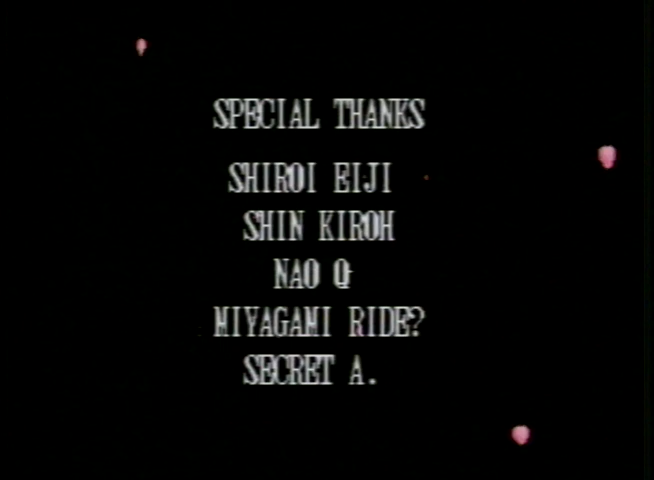 SPECIAL THANKS
SHIROI EIJI
SHIN KIROH
NAO Q
MIYAGAMI RIDE?
SECRET A.